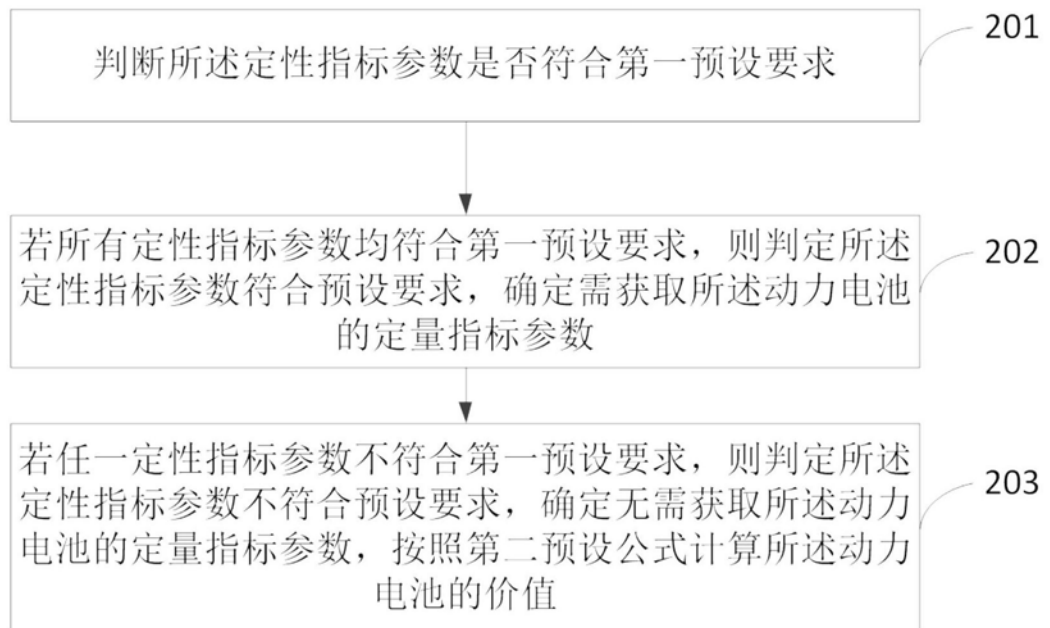 判断所述定性指标参数是否符合第一预设要求
201
若所有定性指标参数均符合第一预设要求，则判定所述
定性指标参数符合预设要求，确定需获取所述动力电池
的定量指标参数
202
若任一定性指标参数不符合第一预设要求，则判定所述
定性指标参数不符合预设要求，确定无需获取所述动力
电池的定量指标参数，按照第二预设公式计算所述动力
电池的价值
203